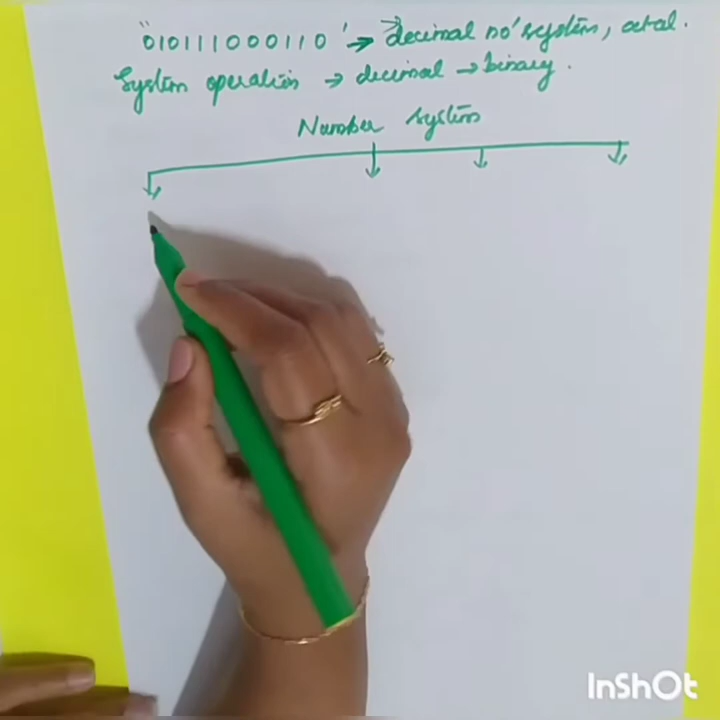 "010111000110" → decimal no' system, octal.
System operation → decimal → binary.
Number system
InShOt